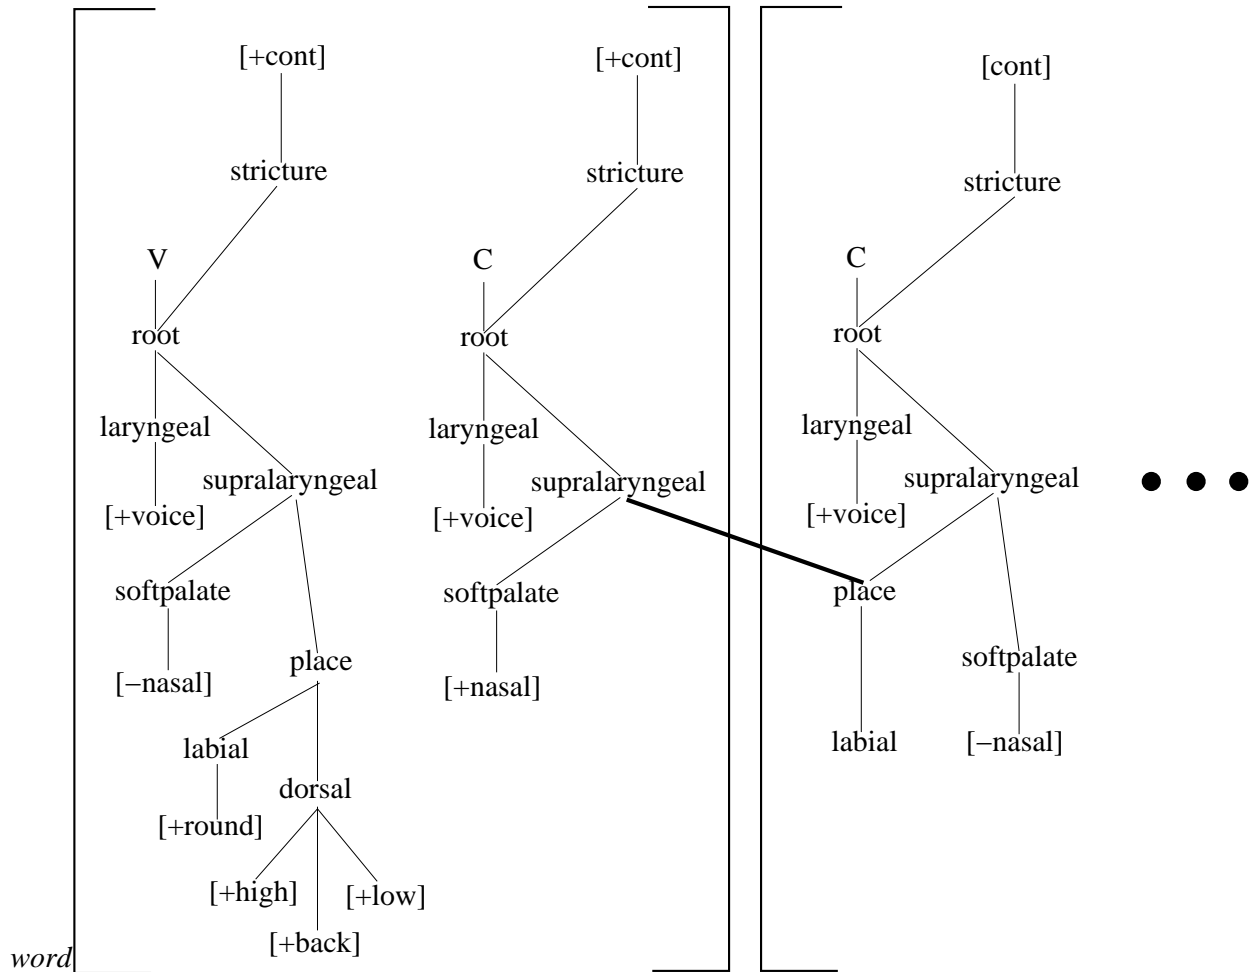 [+cont] [+cont] [cont]
stricture stricture stricture
V C C
root root root
laryngeal laryngeal laryngeal
supralaryngeal supralaryngeal supralaryngeal
[+voice] [+voice] [+voice]
softpalate softpalate place
place softpalate
[−nasal] [+nasal]
labial labial [−nasal]
dorsal
[+round]
[+high] [+low]
[+back]
word